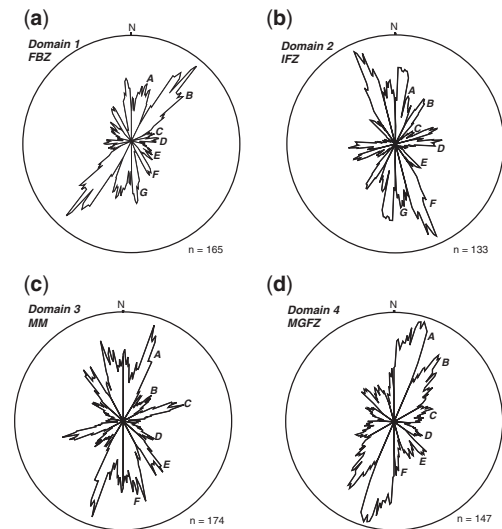 (a)
Domain 1
FBZ
N
A
B
C
D
E
F
G
n = 165
(b)
Domain 2
IFZ
N
A
B
C
D
E
F
G
n = 133
(c)
Domain 3
MM
N
A
B
C
D
E
F
n = 174
(d)
Domain 4
MGFZ
N
A
B
C
D
E
F
n = 147